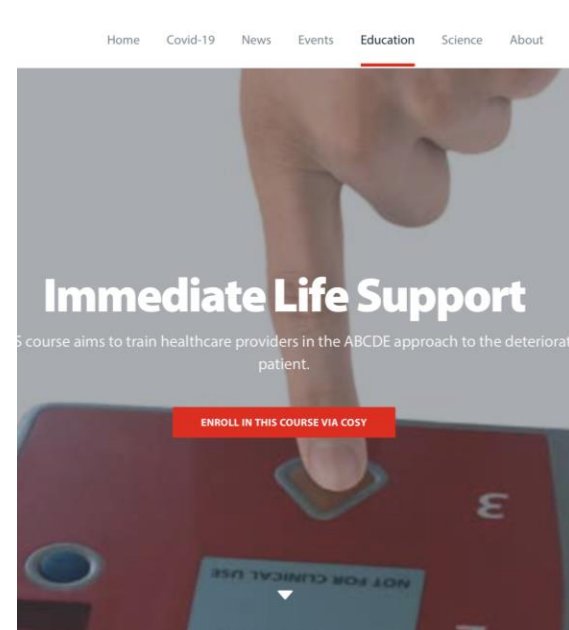 Home Covid-19 News Events Education Science About
Immediate Life Support
S course aims to train healthcare providers in the ABCDE approach to the deteriorat
patient.
ENROLL IN THIS COURSE VIA COSY
3
NOT FOR CLINICAL USE